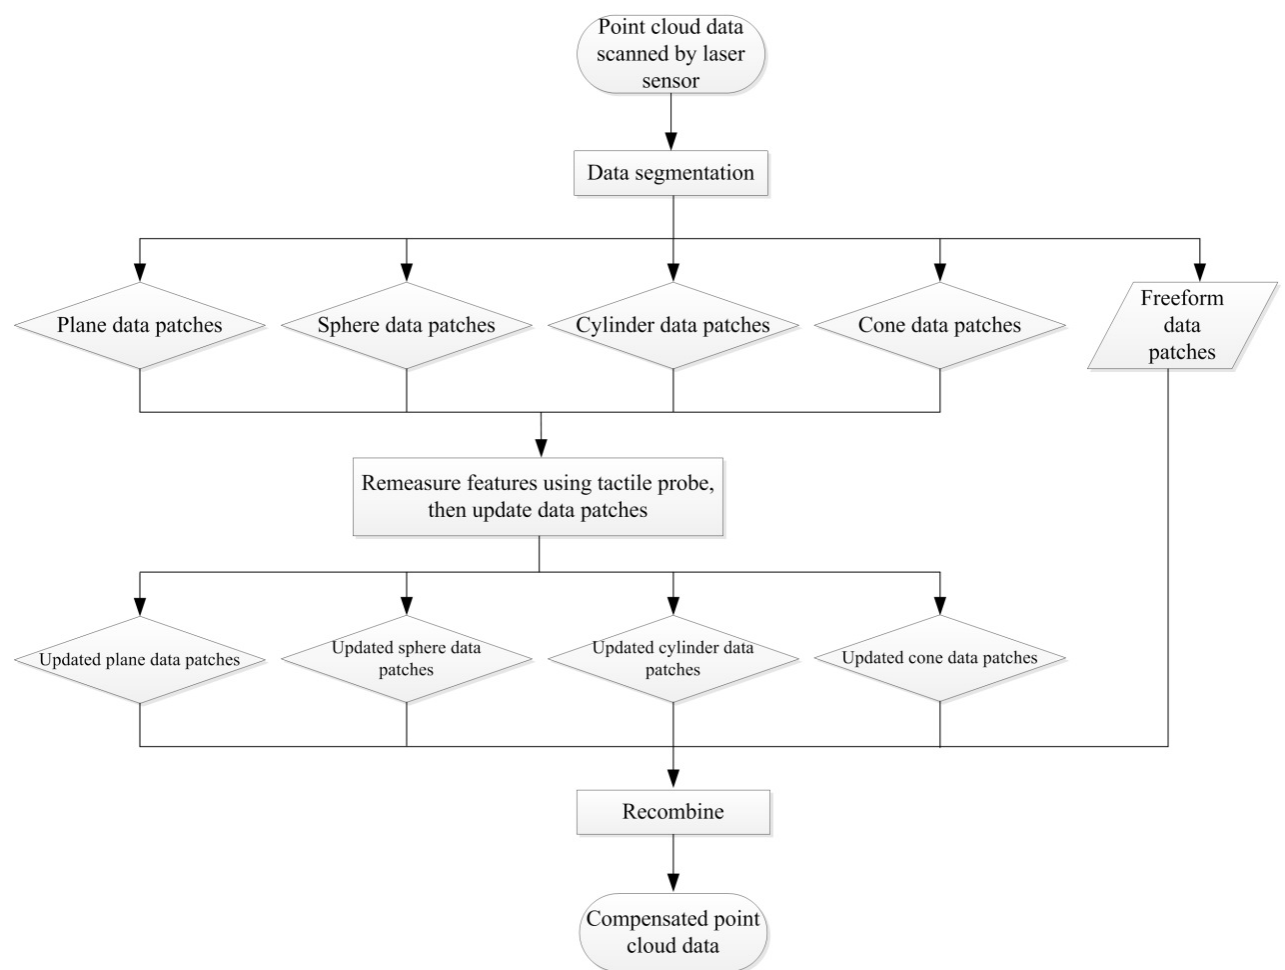 Point cloud data
scanned by laser
sensor
Data segmentation
Plane data patches
Sphere data patches
Cylinder data patches
Cone data patches
Freeform
data
patches
Remeasure features using tactile probe,
then update data patches
Updated plane data patches
Updated sphere data
patches
Updated cylinder data
patches
Updated cone data patches
Recombine
Compensated point
cloud data